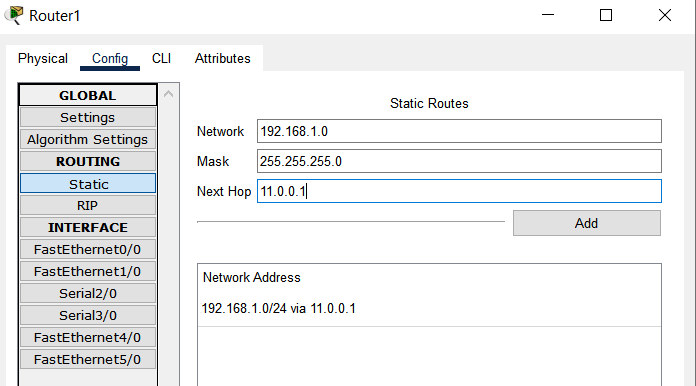 Router1
Physical Config CLI Attributes
GLOBAL
Settings
Algorithm Settings
ROUTING
Static
RIP
INTERFACE
FastEthernet0/0
FastEthernet1/0
Serial2/0
Serial3/0
FastEthernet4/0
FastEthernet5/0
Static Routes
Network 192.168.1.0
Mask 255.255.255.0
Next Hop 11.0.0.1
Add
Network Address
192.168.1.0/24 via 11.0.0.1